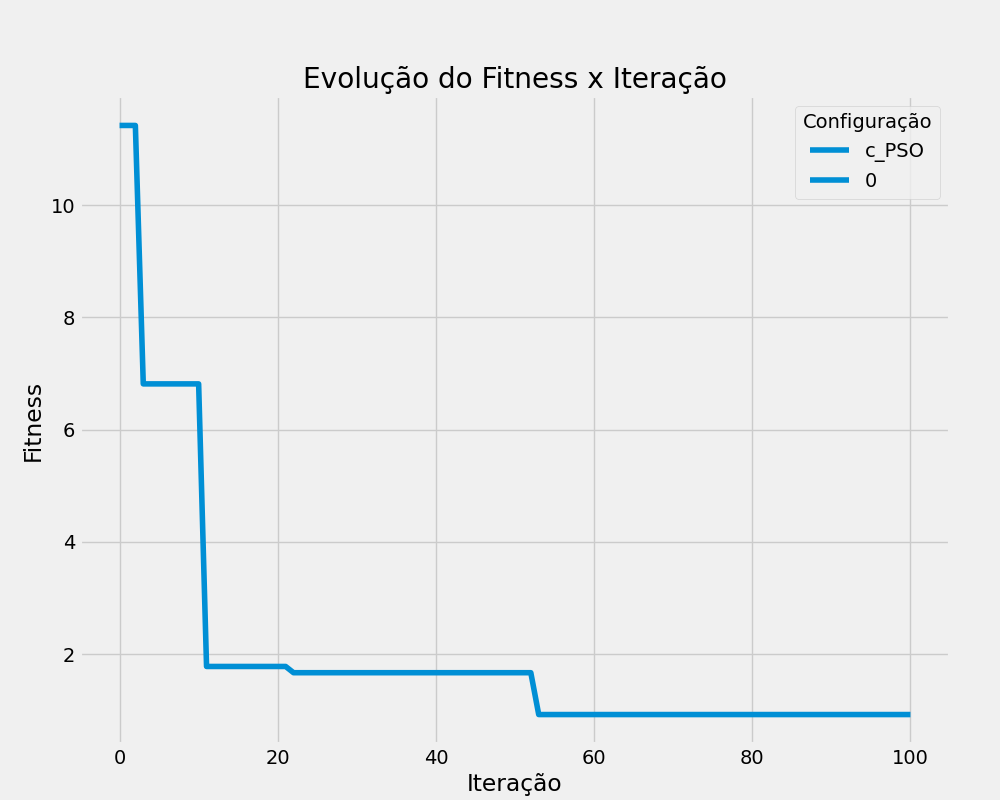 Evolução do Fitness x Iteração
Configuração
c_PSO
0
10
8
6
4
2
Fitness
0 20 40 60 80 100
Iteração